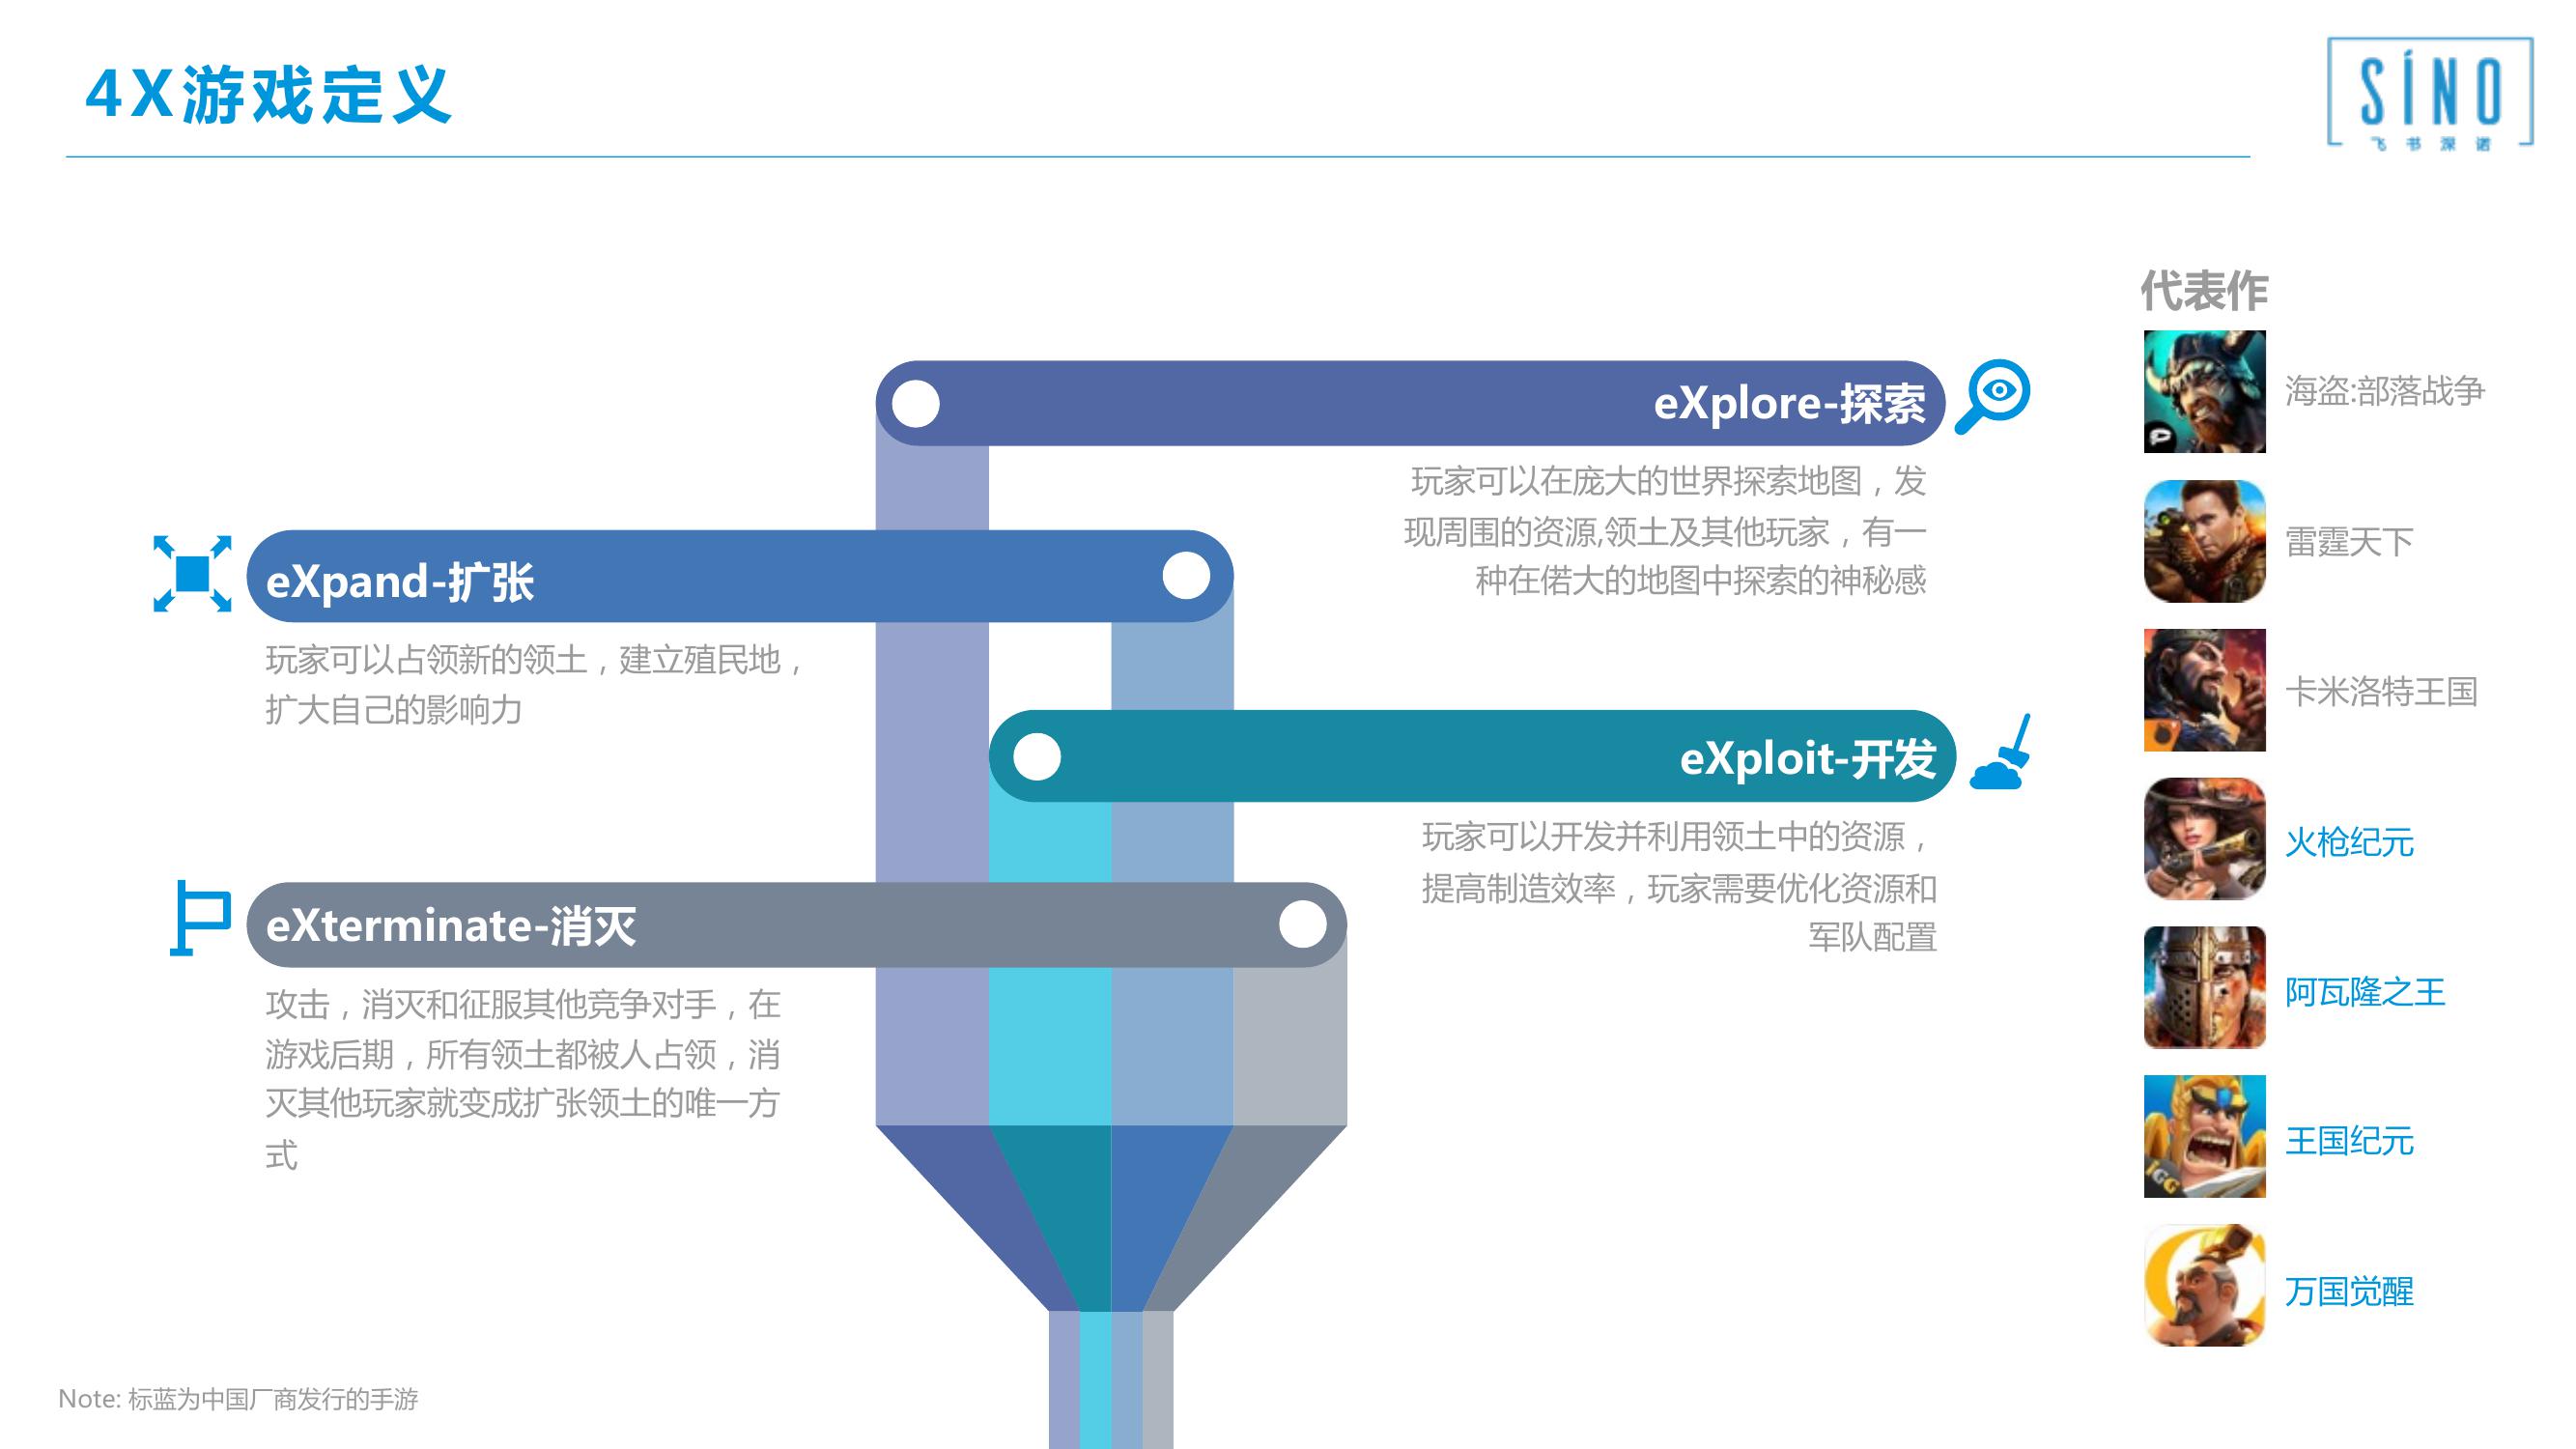 4X游戏定义
SÍNO
飞书深诺
代表作
eXplore-探索
玩家可以在庞大的世界探索地图，发
现周围的资源,领土及其他玩家，有一
种在偌大的地图中探索的神秘感
eXpand-扩张
玩家可以占领新的领土，建立殖民地，
扩大自己的影响力
eXploit-开发
玩家可以开发并利用领土中的资源，
提高制造效率，玩家需要优化资源和
军队配置
eXterminate-消灭
攻击，消灭和征服其他竞争对手，在
游戏后期，所有领土都被人占领，消
灭其他玩家就变成扩张领土的唯一方
式
海盗:部落战争
雷霆天下
卡米洛特王国
火枪纪元
阿瓦隆之王
王国纪元
IGG
万国觉醒
Note: 标蓝为中国厂商发行的手游